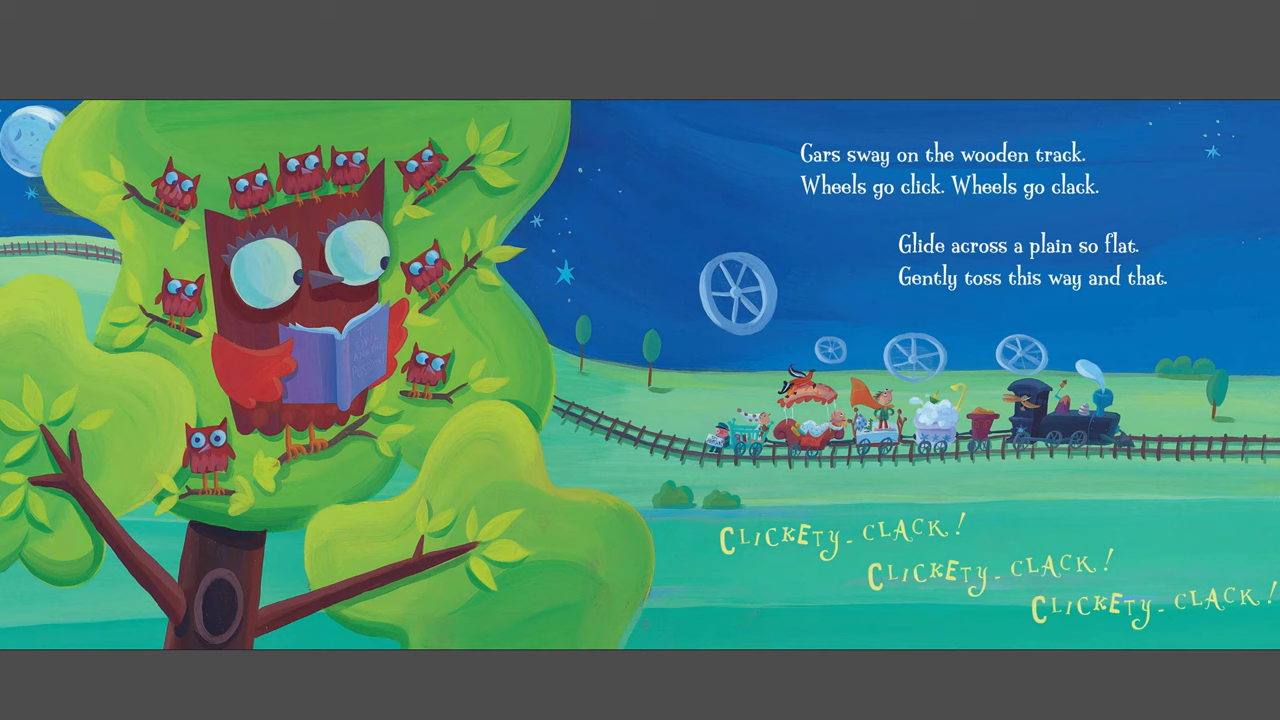 Cars sway on the wooden track.
Wheels go click. Wheels go clack.
Glide across a plain so flat.
Gently toss this way and that.
CLICKETY-CLACK!
CLICKETY-CLACK!
CLICKETY-CLACK!